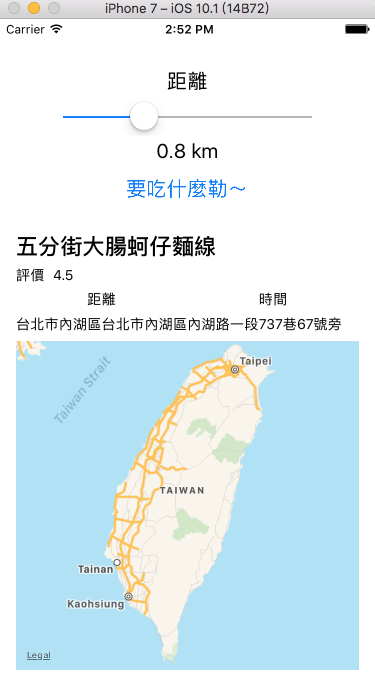 iPhone 7 – iOS 10.1 (14B72)
Carrier 2:52 PM
距離
0.8 km
要吃什麼勒～
五分街大腸蚵仔麵線
評價 4.5
距離 時間
台北市內湖區台北市內湖區內湖路一段737巷67號旁
Taipei
Taiwan Strait
TAIWAN
Tainan
Kaohsiung
Legal